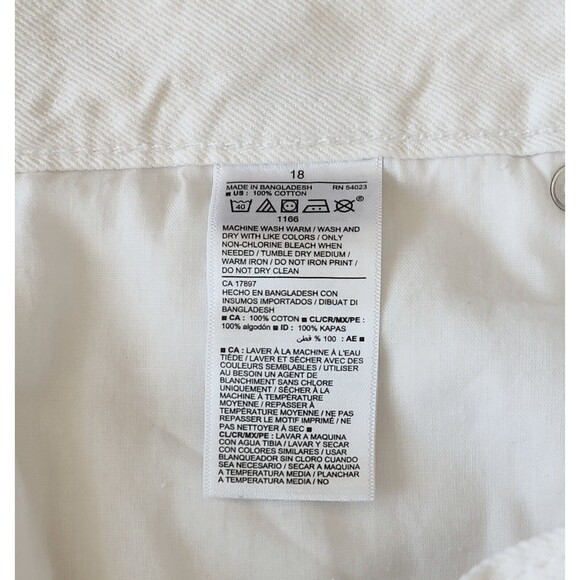 18
MADE IN BANGLADESH RN 54023
■ US : 100% COTTON
40 ®
1166
MACHINE WASH WARM / WASH AND
DRY WITH LIKE COLORS / ONLY
NON-CHLORINE BLEACH WHEN
NEEDED / TUMBLE DRY MEDIUM /
WARM IRON / DO NOT IRON PRINT /
DO NOT DRY CLEAN
CA 17897
HECHO EN BANGLADESH CON
INSUMOS IMPORTADOS / DIBUAT DI
BANGLADESH
■ CA : 100% COTON ■ CL/CR/MX/PE :
100% algodón ■ ID : 100% KAPAS
■ AE : 100 % قطن
■ CA : LAVER À LA MACHINE À L'EAU
TIÈDE / LAVER ET SÉCHER AVEC DES
COULEURS SEMBLABLES / UTILISER
AU BESOIN UN AGENT DE
BLANCHIMENT SANS CHLORE
UNIQUEMENT / SÉCHER À LA
MACHINE À TEMPÉRATURE
MOYENNE / REPASSER À
TEMPÉRATURE MOYENNE / NE PAS
REPASSER LE MOTIF IMPRIMÉ / NE
PAS NETTOYER À SEC ■
CL/CR/MX/PE : LAVAR A MAQUINA
CON AGUA TIBIA / LAVAR Y SECAR
CON COLORES SIMILARES / USAR
BLANQUEADOR SIN CLORO CUANDO
SEA NECESARIO / SECAR A MAQUINA
A TEMPERATURA MEDIA / PLANCHAR
A TEMPERATURA MEDIA / NO